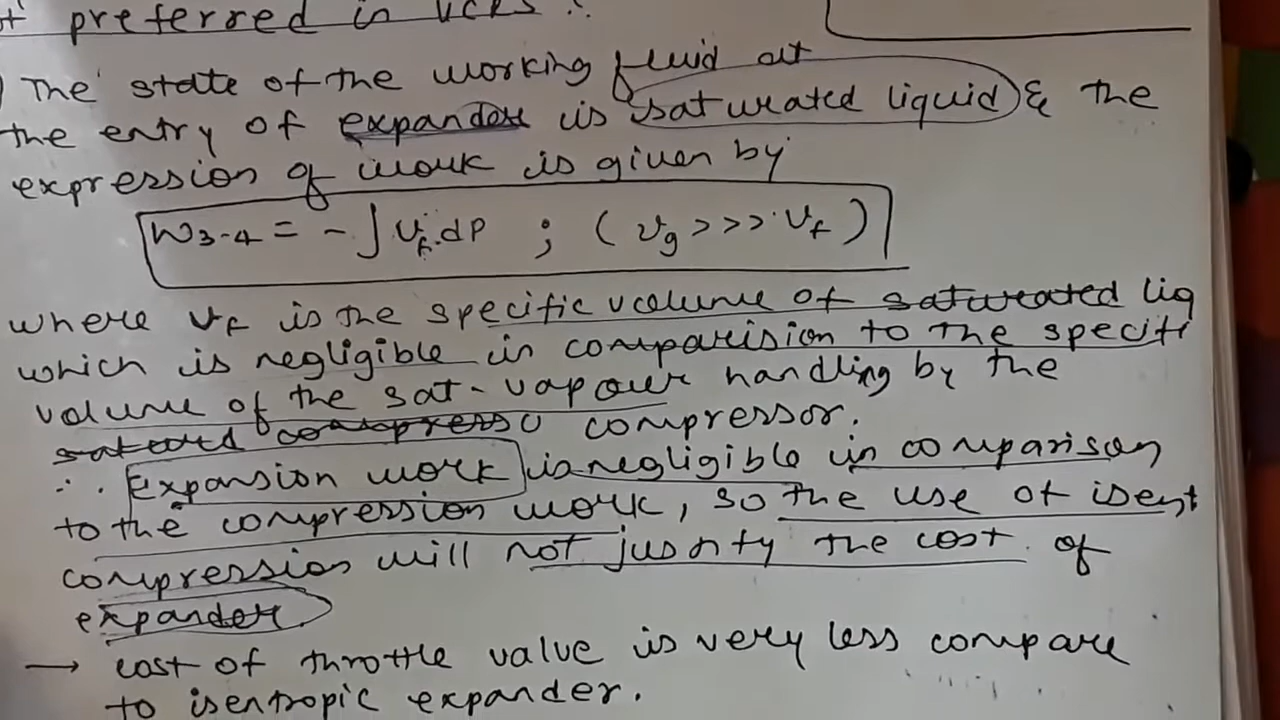 preferred in VCRS :
The state of the working fluid at
the entry of expander is saturated liquid & the
expression of work is given by
W3-4 = - ∫ Vf.dP ; ( Vg >>> Vf )
where Vf is the specific volume of saturated liq
which is negligible in comparision to the specifi
volume of the sat-vapour handling by the
compressor.
∴ Expansion work is negligible in comparison
to the compression work, so the use of isent
compression will not justify the cost of
expander.
→ cost of throttle value is very less compare
to isentropic expander.